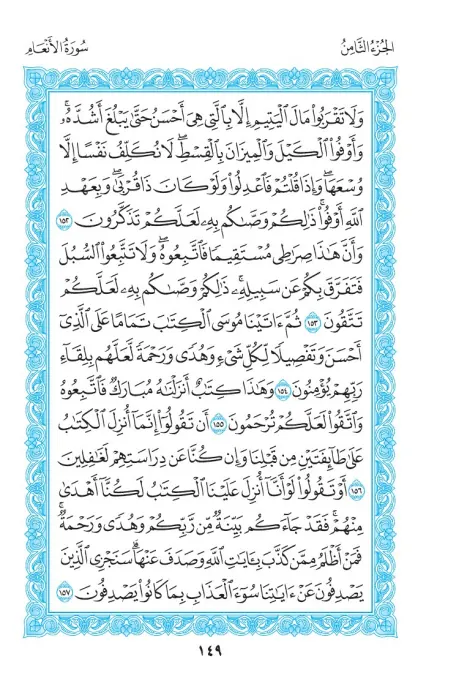 الجُزْءُ الثَّامِنُ سُورَةُ الأَنْعَامِ
وَلَا تَقْرَبُوا۟ مَالَ ٱلْيَتِيمِ إِلَّا بِٱلَّتِى هِىَ أَحْسَنُ حَتَّىٰ يَبْلُغَ أَشُدَّهُۥۖ
وَأَوْفُوا۟ ٱلْكَيْلَ وَٱلْمِيزَانَ بِٱلْقِسْطِۖ لَا نُكَلِّفُ نَفْسًا إِلَّا
وُسْعَهَاۖ وَإِذَا قُلْتُمْ فَٱعْدِلُوا۟ وَلَوْ كَانَ ذَا قُرْبَىٰۖ وَبِعَهْدِ
ٱللَّهِ أَوْفُوا۟ۚ ذَٰلِكُمْ وَصَّىٰكُم بِهِۦ لَعَلَّكُمْ تَذَكَّرُونَ ١٥٢
وَأَنَّ هَٰذَا صِرَٰطِى مُسْتَقِيمًا فَٱتَّبِعُوهُۖ وَلَا تَتَّبِعُوا۟ ٱلسُّبُلَ
فَتَفَرَّقَ بِكُمْ عَن سَبِيلِهِۦۚ ذَٰلِكُمْ وَصَّىٰكُم بِهِۦ لَعَلَّكُمْ
تَتَّقُونَ ١٥٣ ثُمَّ ءَاتَيْنَا مُوسَى ٱلْكِتَٰبَ تَمَامًا عَلَى ٱلَّذِىٓ
أَحْسَنَ وَتَفْصِيلًا لِّكُلِّ شَىْءٍ وَهُدًى وَرَحْمَةً لَّعَلَّهُم بِلِقَآءِ
رَبِّهِمْ يُؤْمِنُونَ ١٥٤ وَهَٰذَا كِتَٰبٌ أَنزَلْنَٰهُ مُبَارَكٌ فَٱتَّبِعُوهُ
وَٱتَّقُوا۟ لَعَلَّكُمْ تُرْحَمُونَ ١٥٥ أَن تَقُولُوٓا۟ إِنَّمَآ أُنزِلَ ٱلْكِتَٰبُ
عَلَىٰ طَآئِفَتَيْنِ مِن قَبْلِنَا وَإِن كُنَّا عَن دِرَاسَتِهِمْ لَغَٰفِلِينَ
١٥٦ أَوْ تَقُولُوا۟ لَوْ أَنَّآ أُنزِلَ عَلَيْنَا ٱلْكِتَٰبُ لَكُنَّآ أَهْدَىٰ
مِنْهُمْۚ فَقَدْ جَآءَكُم بَيِّنَةٌ مِّن رَّبِّكُمْ وَهُدًى وَرَحْمَةٌۚ
فَمَنْ أَظْلَمُ مِمَّن كَذَّبَ بِـَٔايَٰتِ ٱللَّهِ وَصَدَفَ عَنْهَاۗ سَنَجْزِى ٱلَّذِينَ
يَصْدِفُونَ عَنْ ءَايَٰتِنَا سُوٓءَ ٱلْعَذَابِ بِمَا كَانُوا۟ يَصْدِفُونَ ١٥٧
١٤٩